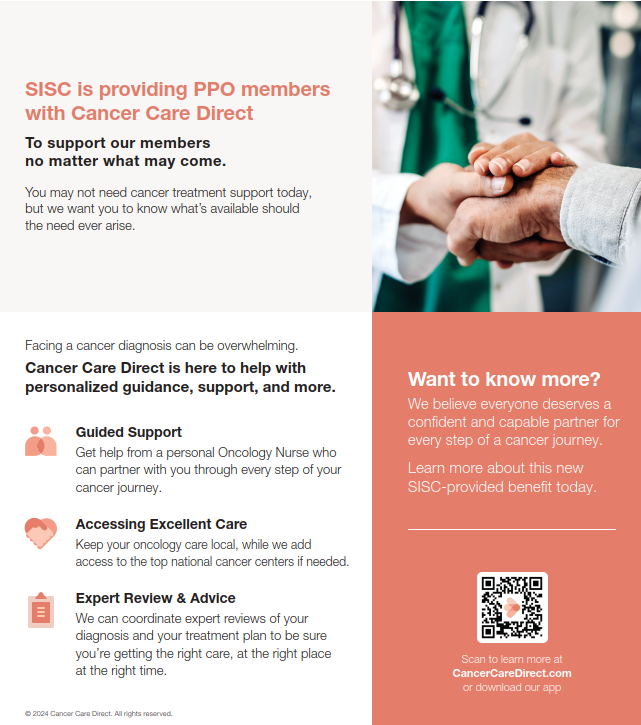 SISC is providing PPO members
with Cancer Care Direct
To support our members
no matter what may come.
You may not need cancer treatment support today,
but we want you to know what's available should
the need ever arise.
Facing a cancer diagnosis can be overwhelming.
Cancer Care Direct is here to help with
personalized guidance, support, and more.
Guided Support
Get help from a personal Oncology Nurse who
can partner with you through every step of your
cancer journey.
Accessing Excellent Care
Keep your oncology care local, while we add
access to the top national cancer centers if needed.
Expert Review & Advice
We can coordinate expert reviews of your
diagnosis and your treatment plan to be sure
you're getting the right care, at the right place
at the right time.
© 2024 Cancer Care Direct. All rights reserved.
Want to know more?
We believe everyone deserves a
confident and capable partner for
every step of a cancer journey.
Learn more about this new
SISC-provided benefit today.
Scan to learn more at
CancerCareDirect.com
or download our app